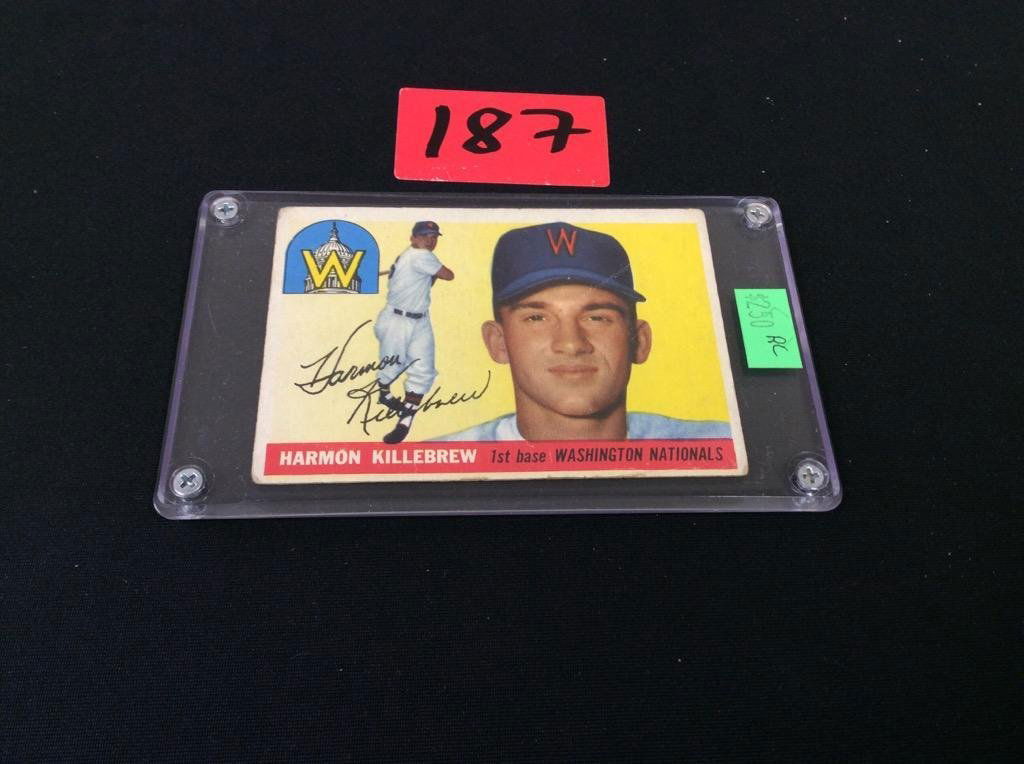 187
W
W
Harmon
Killebrew
$250 RC
HARMON KILLEBREW 1st base WASHINGTON NATIONALS